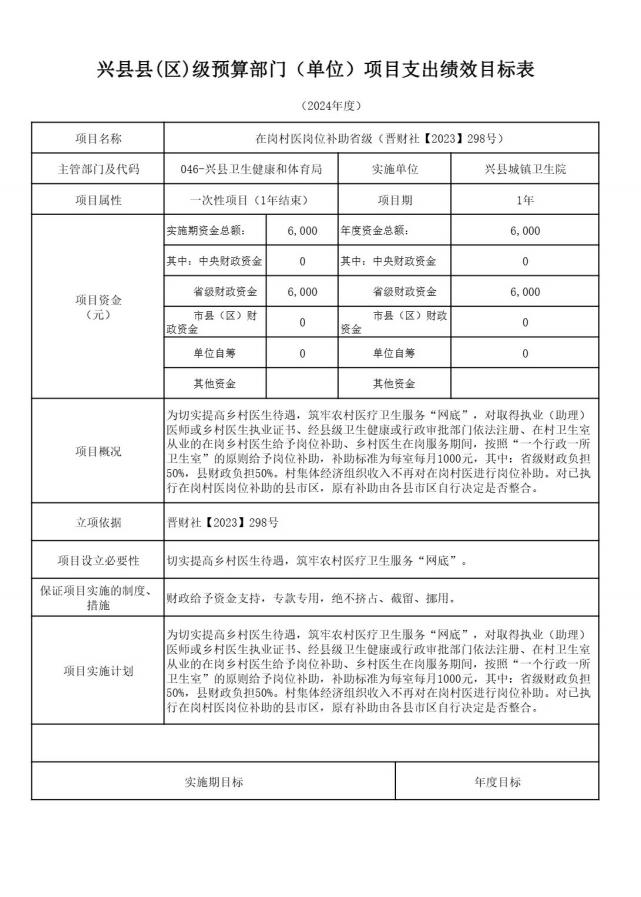 兴县县(区)级预算部门（单位）项目支出绩效目标表
（2024年度）
项目名称 在岗村医岗位补助省级（晋财社【2023】298号）
主管部门及代码 046-兴县卫生健康和体育局 实施单位 兴县城镇卫生院
项目属性 一次性项目（1年结束） 项目期 1年
项目资金
（元）
实施期资金总额： 6,000 年度资金总额： 6,000
其中：中央财政资金 0 其中：中央财政资金 0
省级财政资金 6,000 省级财政资金 6,000
市县（区）财 市县（区）财政
政资金 0 资金 0
单位自筹 0 单位自筹 0
其他资金 其他资金
项目概况
为切实提高乡村医生待遇，筑牢农村医疗卫生服务“网底”，对取得执业（助理）
医师或乡村医生执业证书、经县级卫生健康或行政审批部门依法注册、在村卫生室
从业的在岗乡村医生给予岗位补助、乡村医生在岗服务期间，按照“一个行政一所
卫生室”的原则给予岗位补助，补助标准为每室每月1000元，其中：省级财政负担
50%，县财政负担50%。村集体经济组织收入不再对在岗村医进行岗位补助。对已执
行在岗村医岗位补助的县市区，原有补助由各县市区自行决定是否整合。
立项依据 晋财社【2023】298号
项目设立必要性 切实提高乡村医生待遇，筑牢农村医疗卫生服务“网底”。
保证项目实施的制度、
措施
财政给予资金支持，专款专用，绝不挤占、截留、挪用。
项目实施计划
为切实提高乡村医生待遇，筑牢农村医疗卫生服务“网底”，对取得执业（助理）
医师或乡村医生执业证书、经县级卫生健康或行政审批部门依法注册、在村卫生室
从业的在岗乡村医生给予岗位补助、乡村医生在岗服务期间，按照“一个行政一所
卫生室”的原则给予岗位补助，补助标准为每室每月1000元，其中：省级财政负担
50%，县财政负担50%。村集体经济组织收入不再对在岗村医进行岗位补助。对已执
行在岗村医岗位补助的县市区，原有补助由各县市区自行决定是否整合。
实施期目标 年度目标